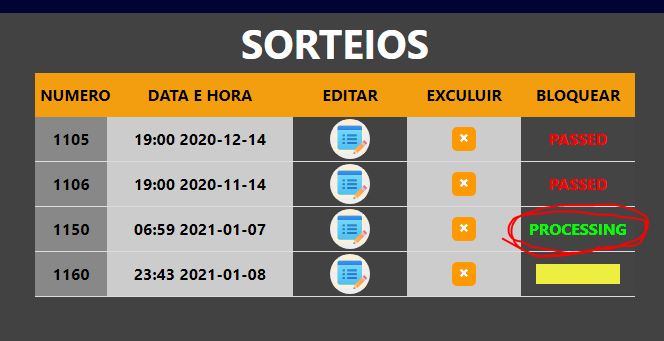 SORTEIOS
NUMERO DATA E HORA EDITAR EXCULUIR BLOQUEAR
1105 19:00 2020-12-14 PASSED
1106 19:00 2020-11-14 PASSED
1150 06:59 2021-01-07 PROCESSING
1160 23:43 2021-01-08